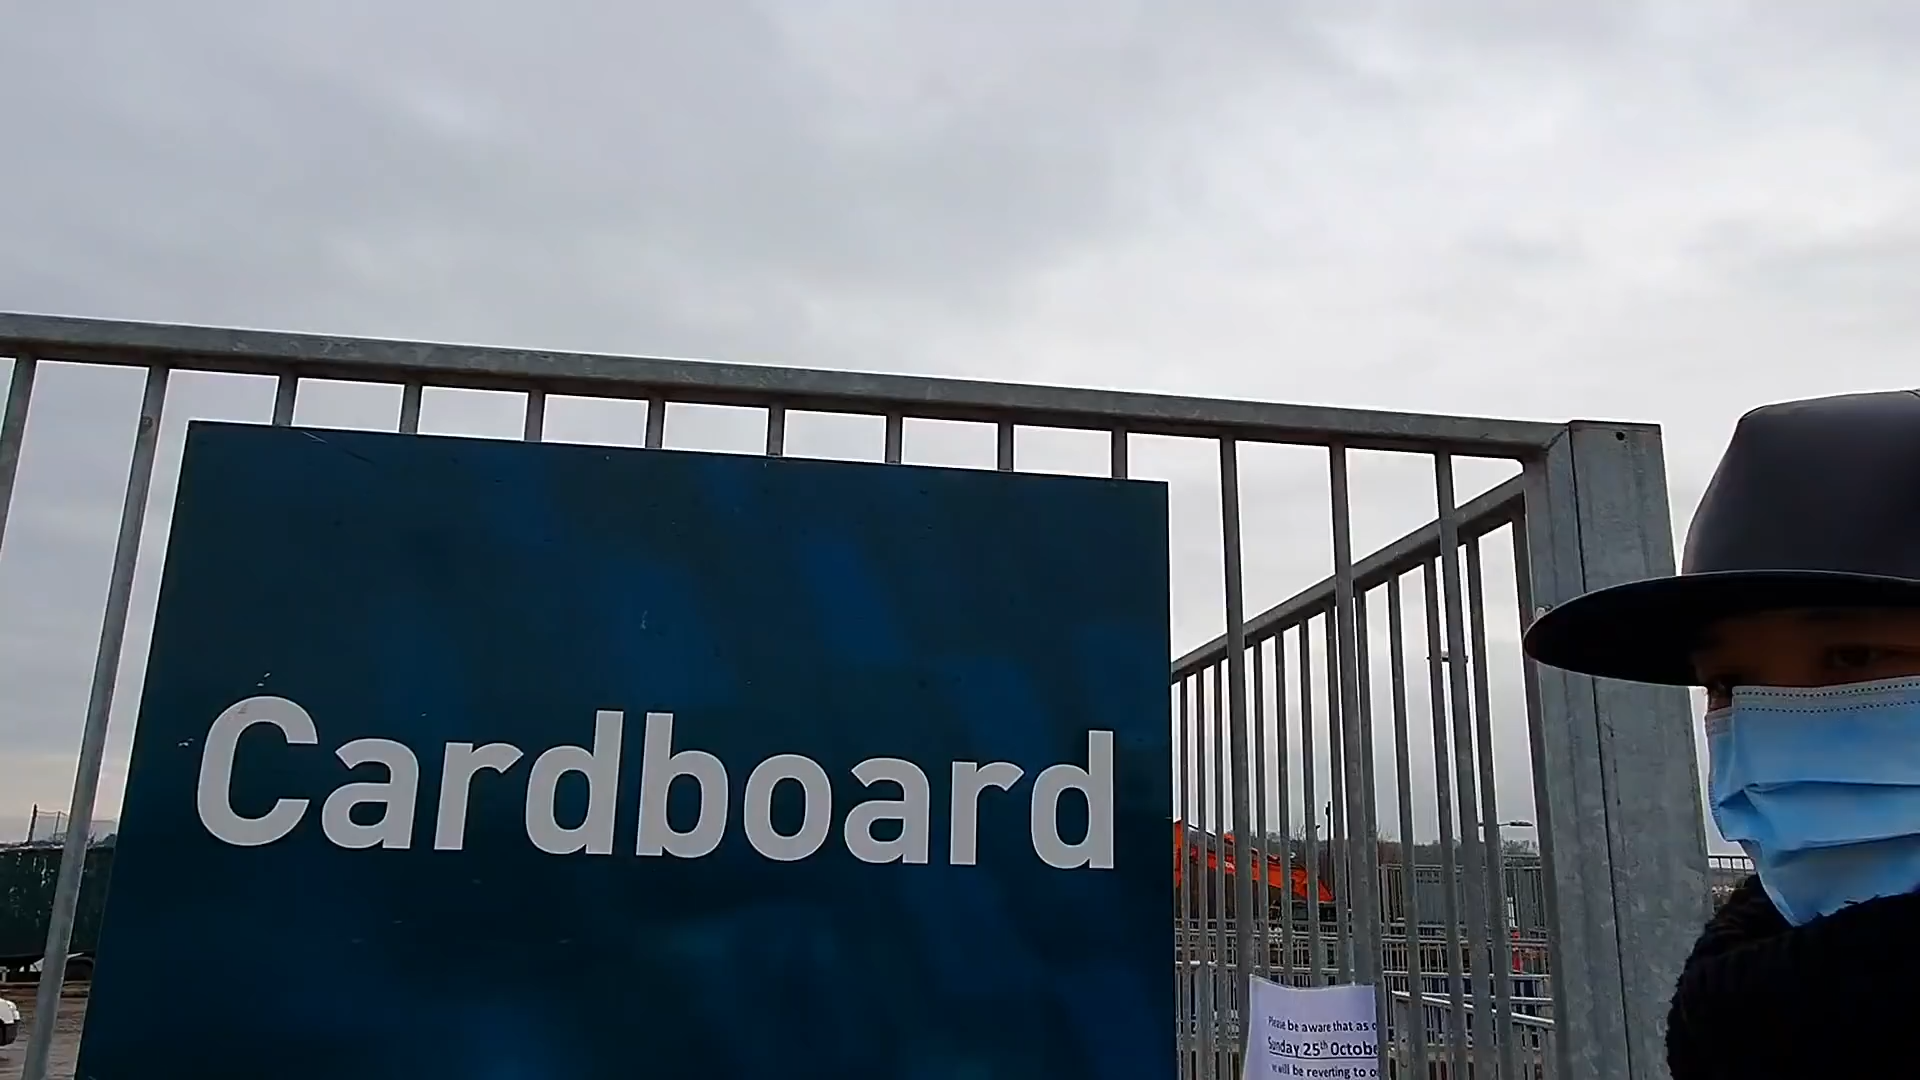 Cardboard
Please be aware that as
Sunday 25th Octobe
will be reverting to